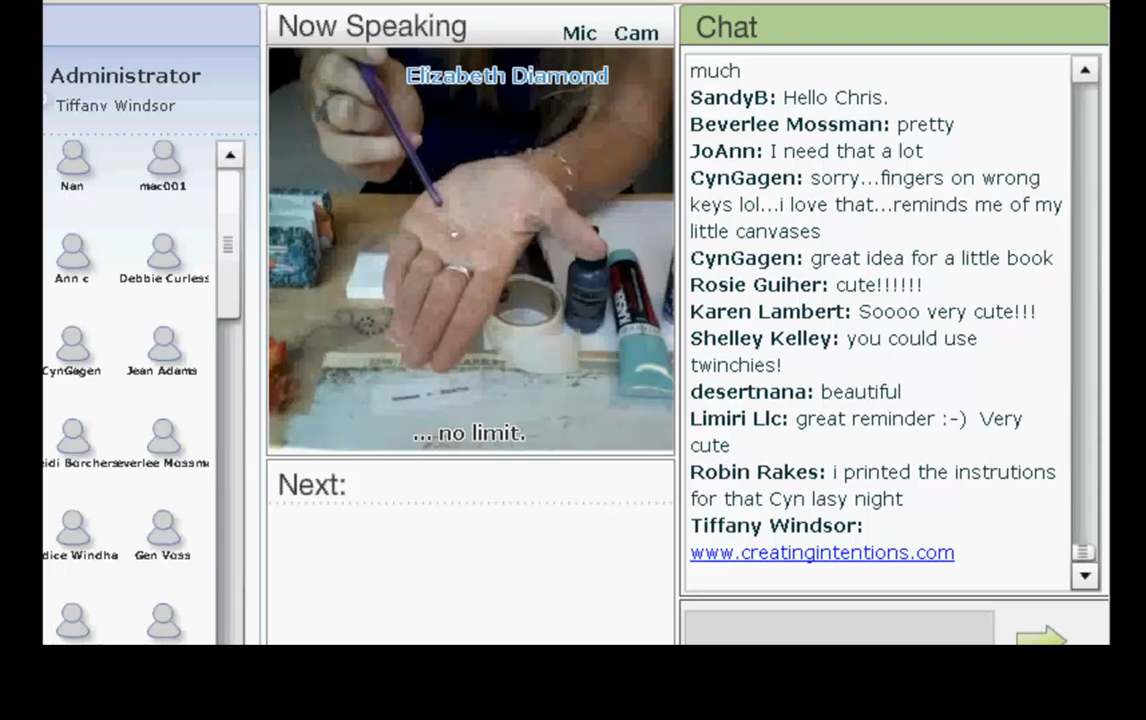 Administrator
Tiffany Windsor
Nan
mac001
Ann c
Debbie Curless
CynGagen
Jean Adams
idi Borchers
everlee Mossm
dice Windha
Gen Voss
Now Speaking
Mic Cam
Elizabeth Diamond
... no limit.
Next:
Chat
much
SandyB: Hello Chris.
Beverlee Mossman: pretty
JoAnn: I need that a lot
CynGagen: sorry...fingers on wrong
keys lol...i love that...reminds me of my
little canvases
CynGagen: great idea for a little book
Rosie Guiher: cute!!!!!!
Karen Lambert: Soooo very cute!!!
Shelley Kelley: you could use
twinchies!
desertnana: beautiful
Limiri Llc: great reminder :-) Very
cute
Robin Rakes: i printed the instrutions
for that Cyn lasy night
Tiffany Windsor:
www.creatingintentions.com